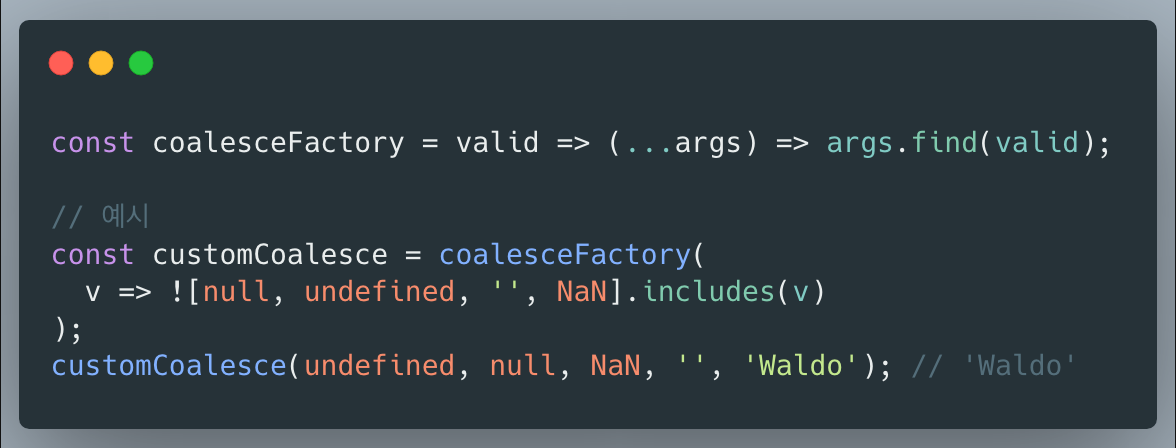 const coalesceFactory = valid => (...args) => args.find(valid);
// 예시
const customCoalesce = coalesceFactory(
v => ![null, undefined, '', NaN].includes(v)
);
customCoalesce(undefined, null, NaN, '', 'Waldo'); // 'Waldo'